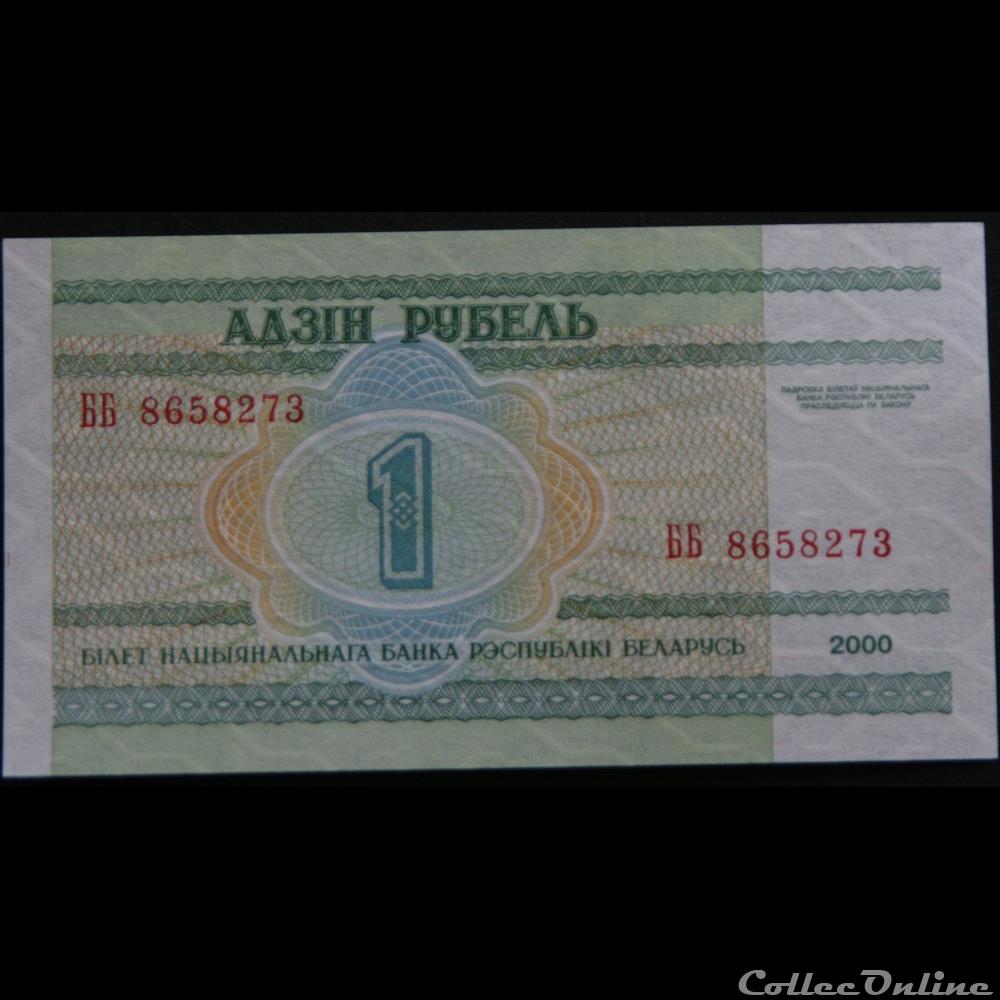 АДЗІН РУБЕЛЬ
ПАДРОБКА БІЛЕТАЎ НАЦЫЯНАЛЬНАГА
БАНКА РЭСПУБЛІКІ БЕЛАРУСЬ
ПРАСЛЕДУЕЦЦА ПА ЗАКОНУ
ББ 8658273
1
ББ 8658273
БІЛЕТ НАЦЫЯНАЛЬНАГА БАНКА РЭСПУБЛІКІ БЕЛАРУСЬ
2000
CollecOnline